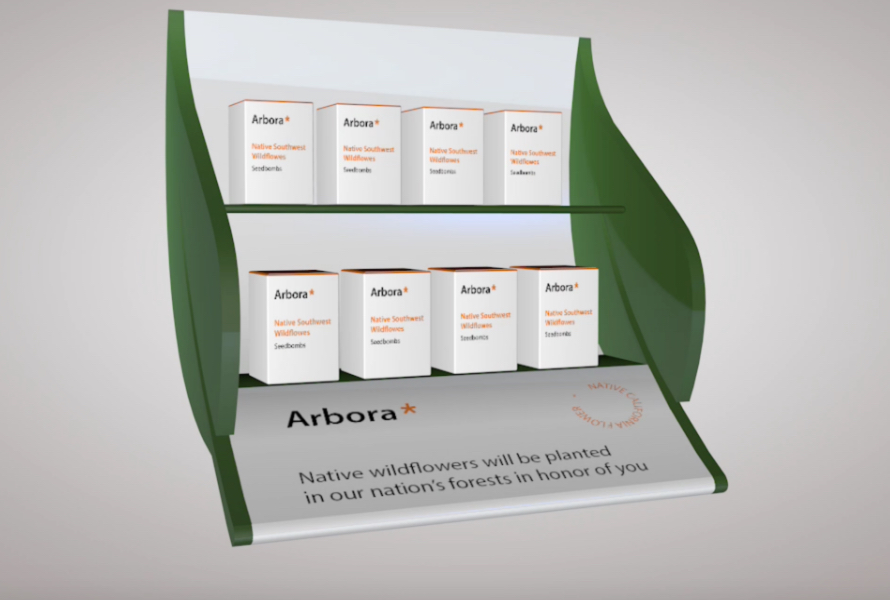 Arbora*
Native Southwest
Wildflowes
Seedbombs
Arbora*
Native Southwest
Wildflowes
Seedbombs
Arbora*
Native Southwest
Wildflowes
Seedbombs
Arbora*
Native Southwest
Wildflowes
Seedbombs
Arbora*
Native Southwest
Wildflowes
Seedbombs
Arbora*
Native Southwest
Wildflowes
Seedbombs
Arbora*
Native Southwest
Wildflowes
Seedbombs
Arbora*
Native Southwest
Wildflowes
Seedbombs
Arbora*
NATIVE CALIFORNIA FLOWER •
Native wildflowers will be planted
in our nation's forests in honor of you